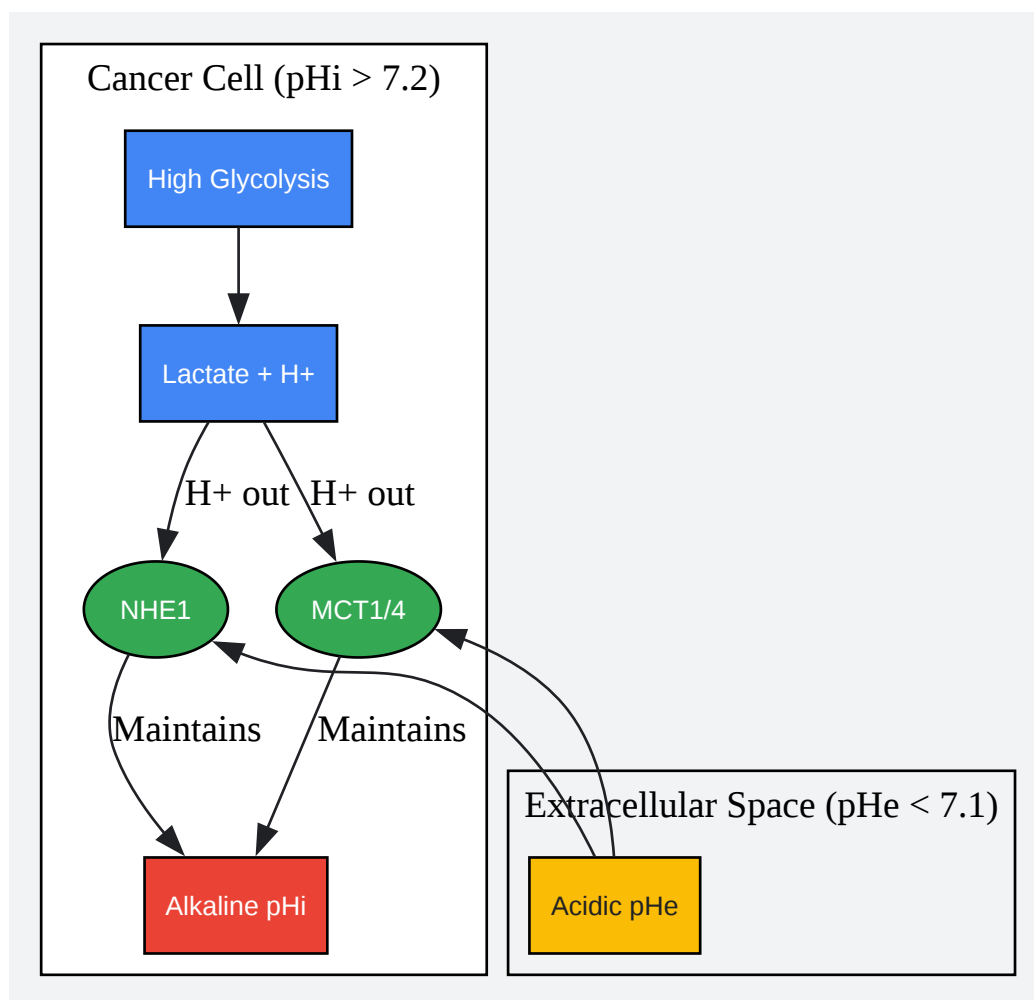 Cancer Cell (pHi > 7.2)
High Glycolysis
Lactate + H+
H+ out
H+ out
NHE1
MCT1/4
Maintains
Maintains
Extracellular Space (pHe < 7.1)
Alkaline pHi
Acidic pHe